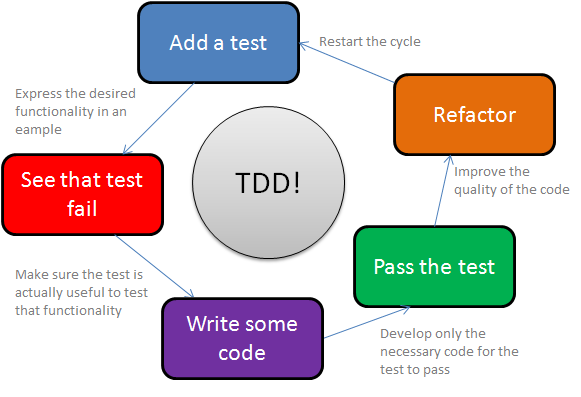 Add a test
Restart the cycle
Express the desired
functionality in an
eample
Refactor
See that test
fail
TDD!
Improve the
quality of the code
Pass the test
Make sure the test is
actually useful to test
that functionality
Write some
code
Develop only the
necessary code for the
test to pass